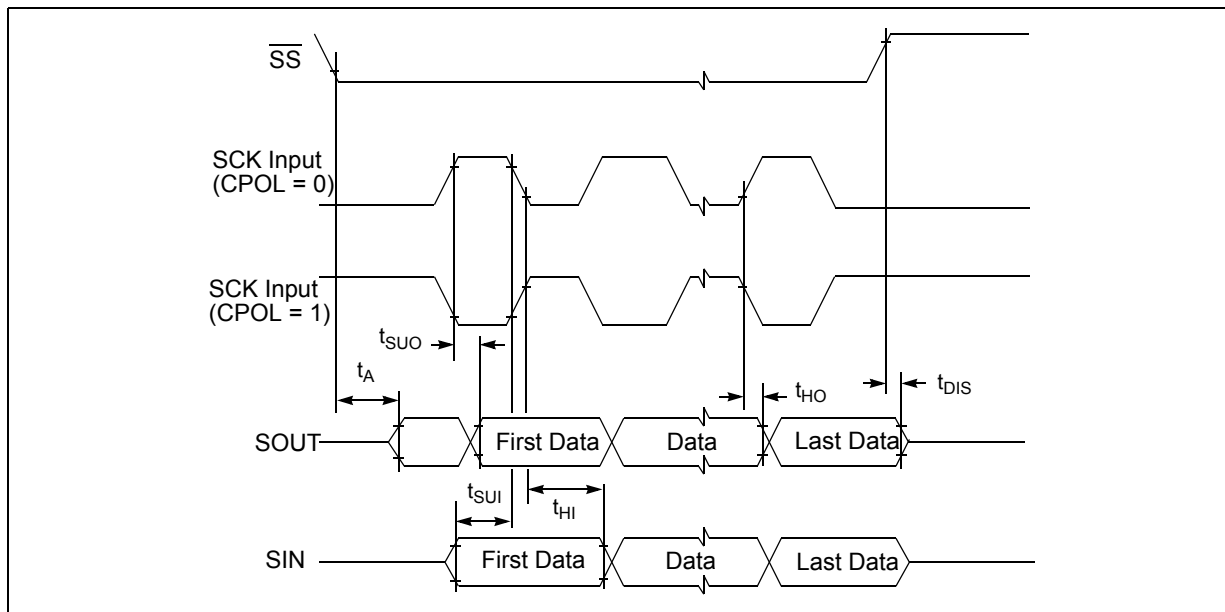 SS
SCK Input
(CPOL = 0)
SCK Input
(CPOL = 1)
tSUO
tA
tHO
tDIS
SOUT
First Data
Data
Last Data
tSUI
tHI
SIN
First Data
Data
Last Data